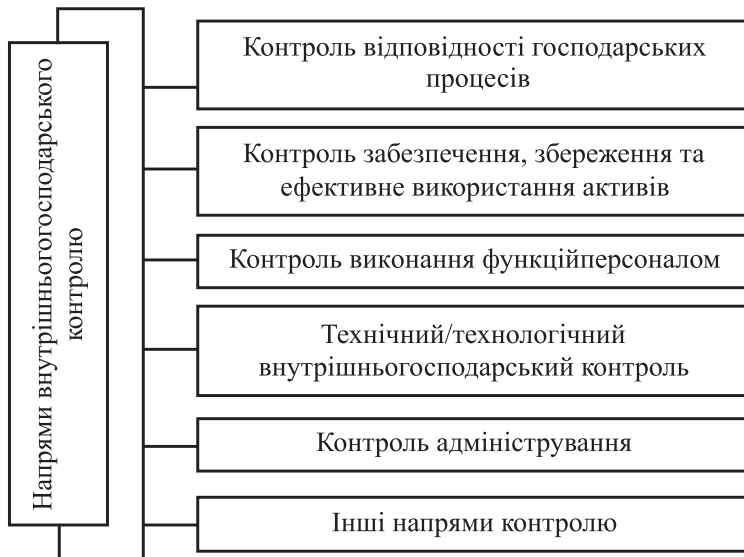 Напрями внутрішньогогосподарського
контролю
Контроль відповідності господарських
процесів
Контроль забезпечення, збереження та
ефективне використання активів
Контроль виконання функційперсоналом
Технічний/технологічний
внутрішньогосподарський контроль
Контроль адміністрування
Інші напрями контролю